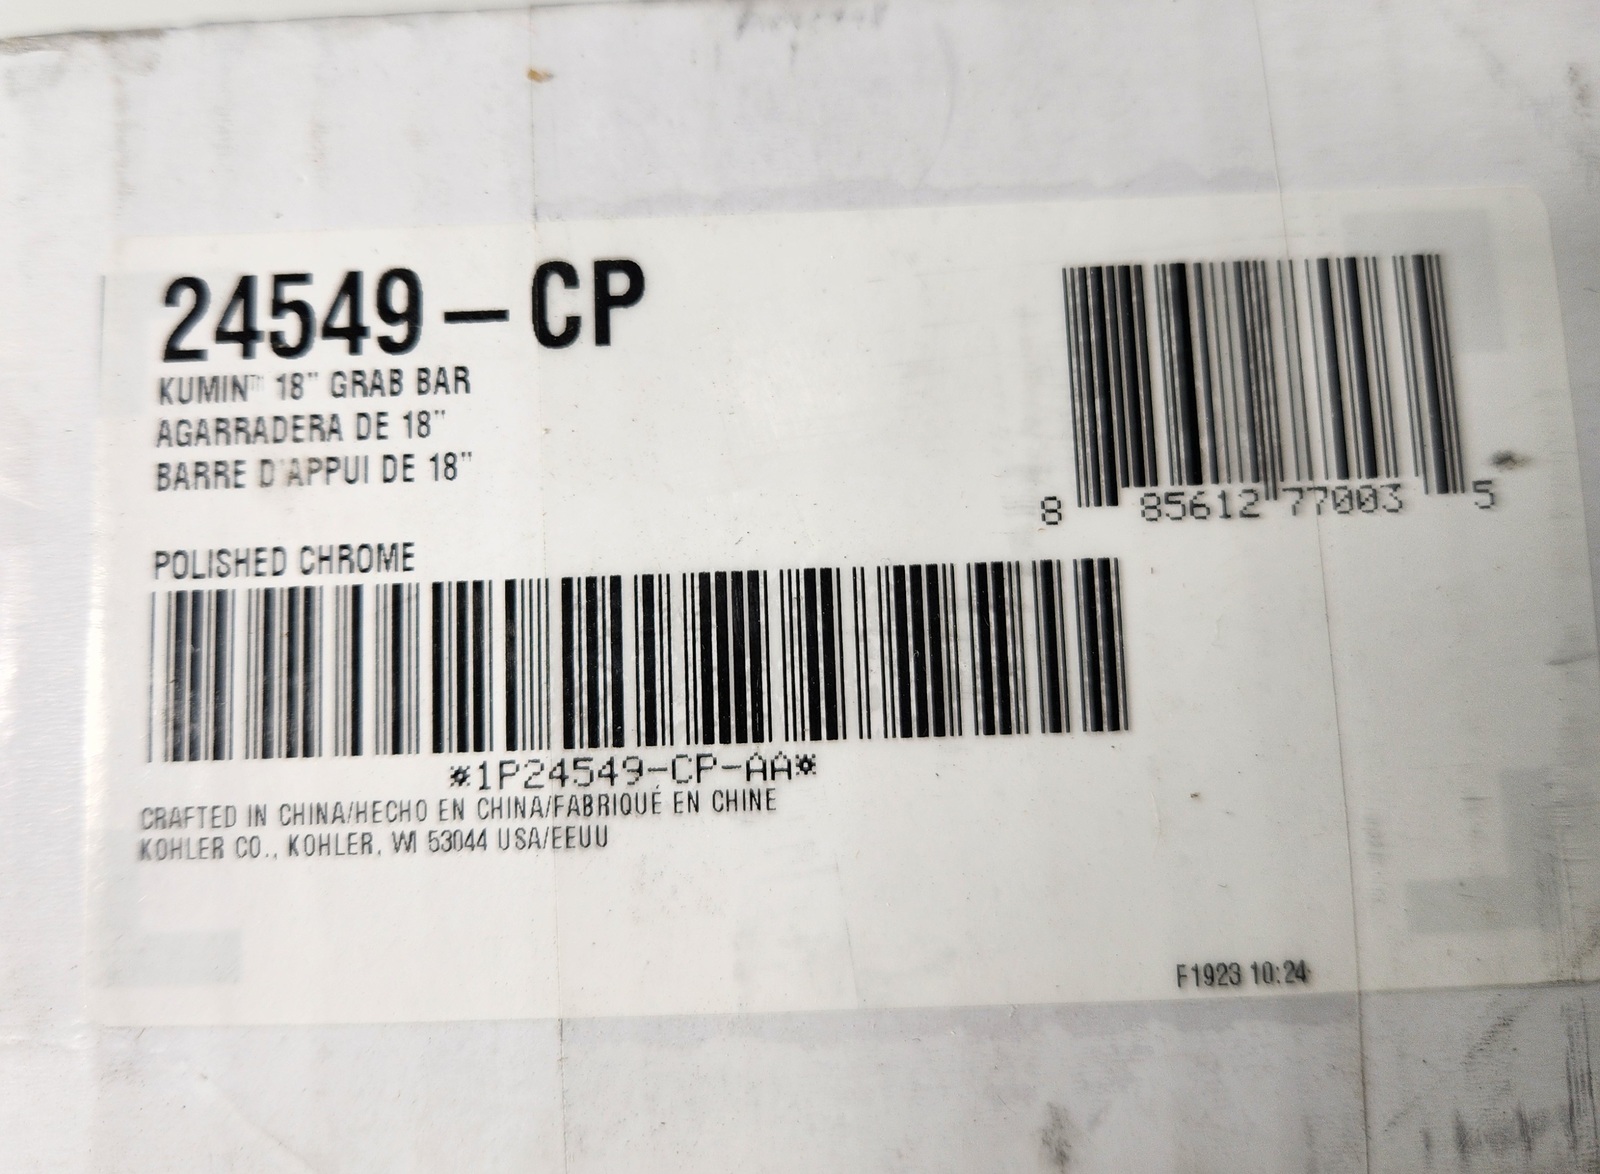 24549-CP
KUMIN™ 18" GRAB BAR
AGARRADERA DE 18"
BARRE D'APPUI DE 18"
8 85612 77003 5
POLISHED CHROME
*1P24549-CP-AA*
CRAFTED IN CHINA/HECHO EN CHINA/FABRIQUÉ EN CHINE
KOHLER CO., KOHLER, WI 53044 USA/EEUU
F1923 10:24